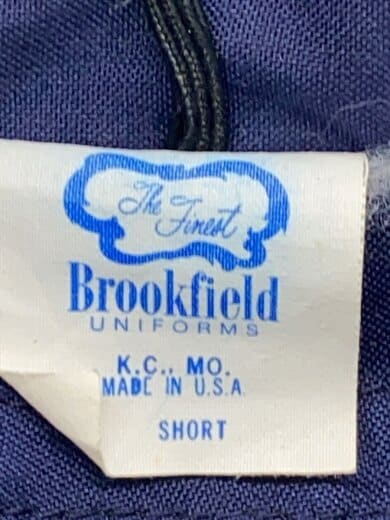 The Finest
Brookfield
UNIFORMS
K.C., MO.
MADE IN U.S.A
SHORT